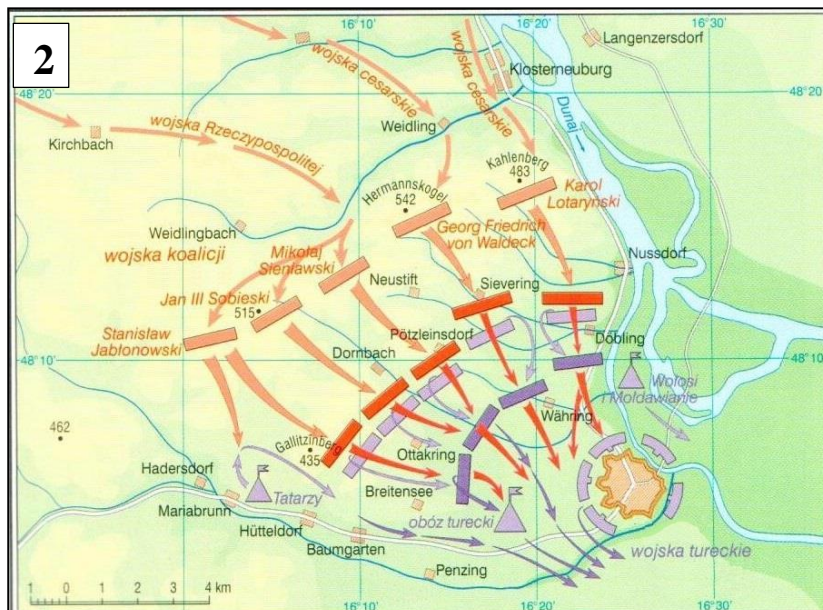 2
16°10'
16°20'
16°30'
Langenzersdorf
wojska cesarskie
wojska cesarskie
Klosterneuburg
48°20'
48°20'
Dunaj →
Weidling
wojska Rzeczypospolitej
Kirchbach
Kahlenberg
483
Hermannskogel
542
Karol
Lotaryński
Weidlingbach
Georg Friedrich
von Waldeck
wojska koalicji
Mikołaj
Sieniawski
Nussdorf
Neustift
Sievering
Jan III Sobieski
515
Stanisław
Jabłonowski
Pötzleinsdorf
Döbling
48°10'
48°10'
Dornbach
Wołosi
i Mołdawianie
Währing
462
Gallitzinberg
435
Ottakring
Hadersdorf
Tatarzy
Breitensee
Mariabrunn
obóz turecki
Hütteldorf
wojska tureckie
Baumgarten
Penzing
1 0 1 2 3 4 km
16°10'
16°20'
16°30'